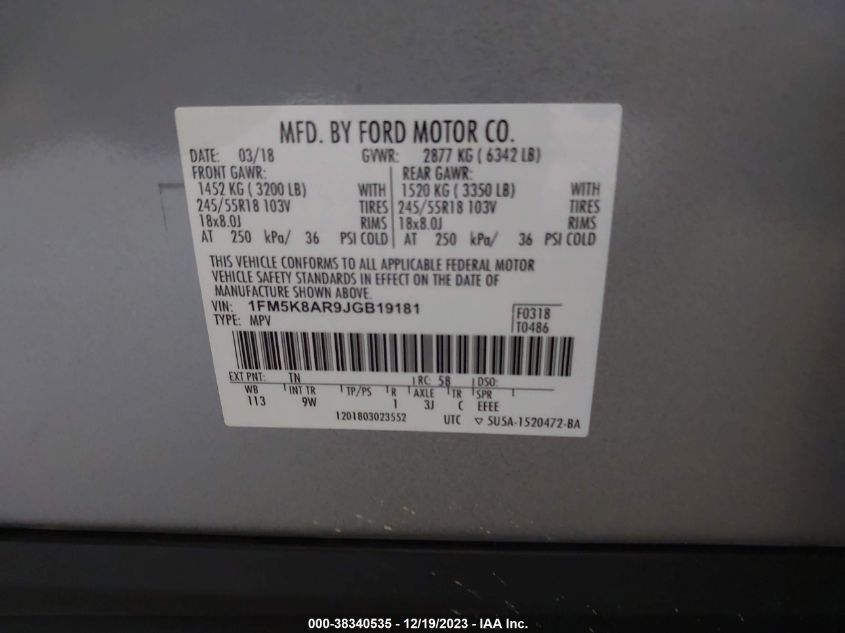 MFD. BY FORD MOTOR CO.
DATE: 03/18 GVWR: 2877 KG ( 6342 LB)
FRONT GAWR: REAR GAWR:
1452 KG ( 3200 LB) WITH 1520 KG ( 3350 LB) WITH
245/55R18 103V TIRES 245/55R18 103V TIRES
18x8.0J RIMS 18x8.0J RIMS
AT 250 kPa/ 36 PSI COLD AT 250 kPa/ 36 PSI COLD
THIS VEHICLE CONFORMS TO ALL APPLICABLE FEDERAL MOTOR
VEHICLE SAFETY STANDARDS IN EFFECT ON THE DATE OF
MANUFACTURE SHOWN ABOVE.
VIN: 1FM5K8AR9JGB19181 F0318
TYPE: MPV T0486
EXT PNT: TN RC: 58 DSO:
WB INT TR TP/PS R AXLE TR SPR
113 9W 1 3J C EEEE
1201803023552 UTC ▽ 5U5A-1520472-BA
000-38340535 - 12/19/2023 - IAA Inc.